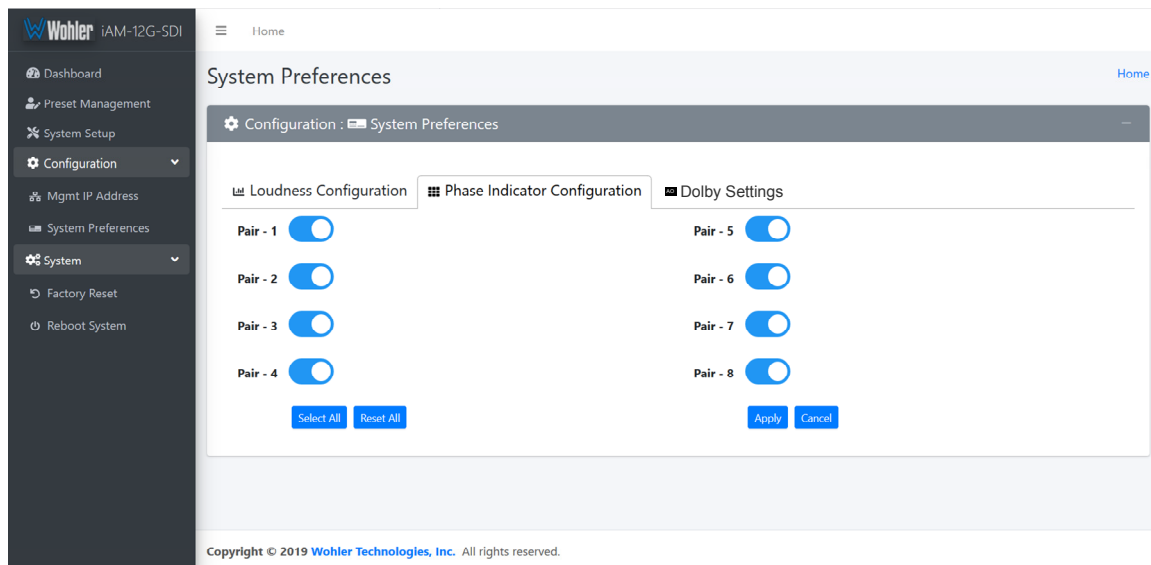 Wohler iAM-12G-SDI
Home
Dashboard
Preset Management
System Setup
Configuration
Mgmt IP Address
System Preferences
System
Factory Reset
Reboot System
System Preferences
Home
Configuration : System Preferences
Loudness Configuration
Phase Indicator Configuration
Dolby Settings
Pair - 1
Pair - 2
Pair - 3
Pair - 4
Pair - 5
Pair - 6
Pair - 7
Pair - 8
Select All
Reset All
Apply
Cancel
Copyright © 2019 Wohler Technologies, Inc. All rights reserved.